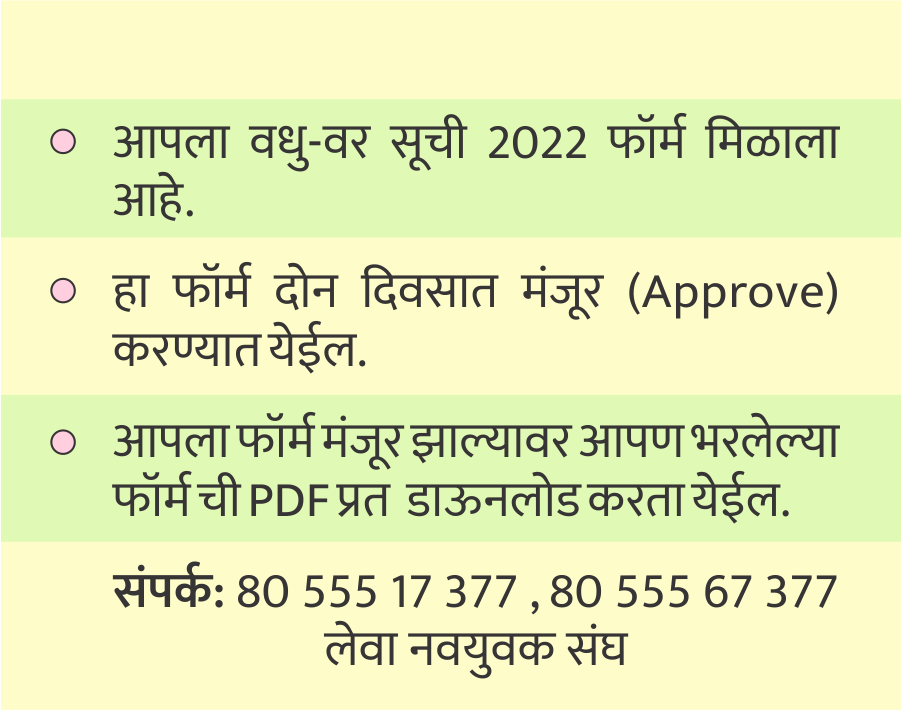 आपला वधु-वर सूची 2022 फॉर्म मिळाला
आहे.
हा फॉर्म दोन दिवसात मंजूर (Approve)
करण्यात येईल.
आपला फॉर्म मंजूर झाल्यावर आपण भरलेल्या
फॉर्म ची PDF प्रत डाऊनलोड करता येईल.
संपर्क: 80 555 17 377 , 80 555 67 377
लेवा नवयुवक संघ